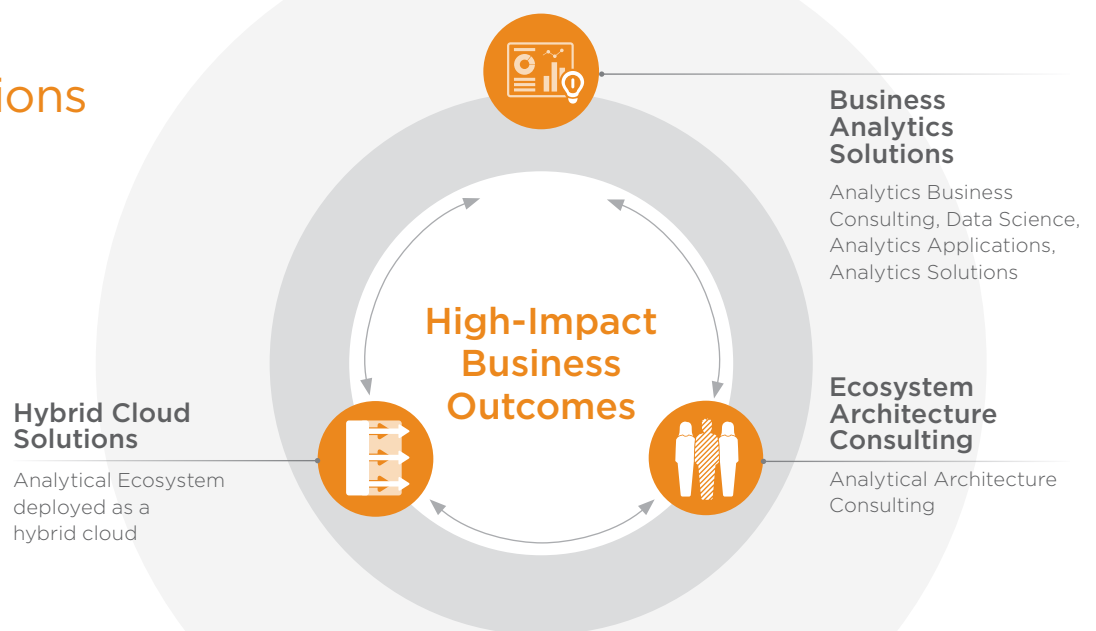 ions
Business
Analytics
Solutions
Analytics Business
Consulting, Data Science,
Analytics Applications,
Analytics Solutions
High-Impact
Business
Outcomes
Hybrid Cloud
Solutions
Analytical Ecosystem
deployed as a
hybrid cloud
Ecosystem
Architecture
Consulting
Analytical Architecture
Consulting